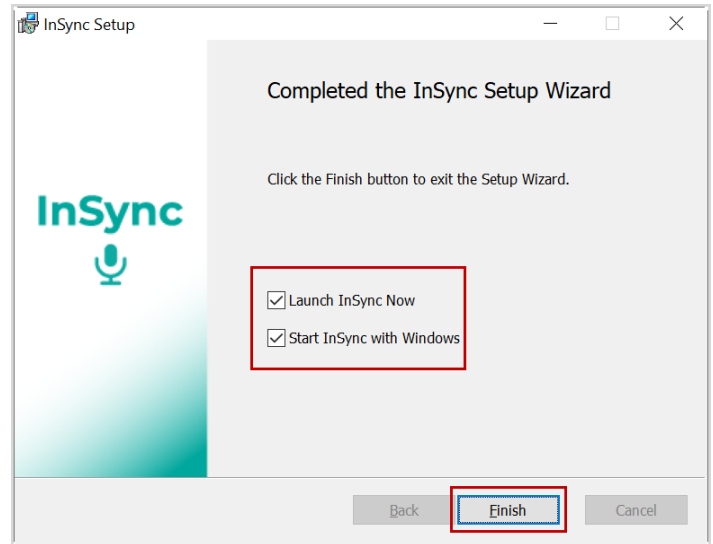 InSync Setup
Completed the InSync Setup Wizard
Click the Finish button to exit the Setup Wizard.
InSync
Launch InSync Now
Start InSync with Windows
Back
Finish
Cancel